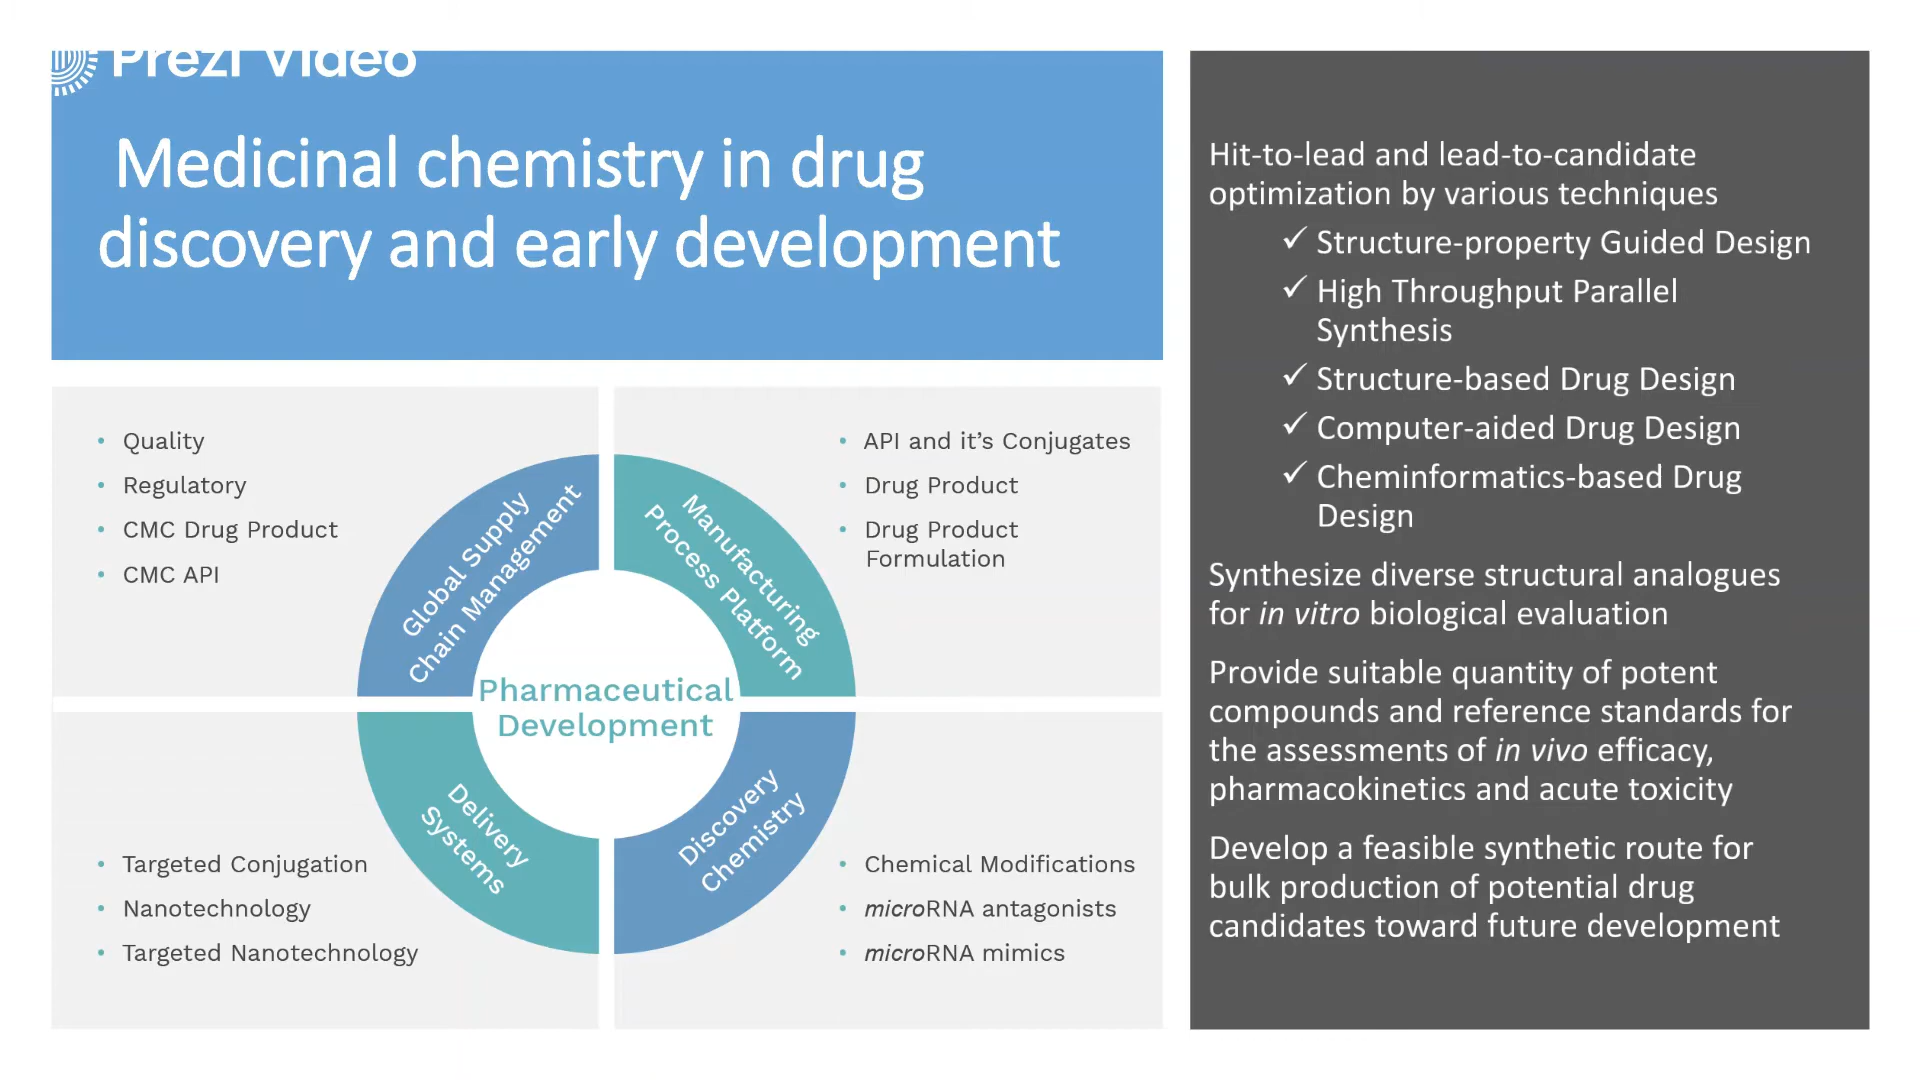 Prezi Video
Medicinal chemistry in drug
discovery and early development
• Quality
• Regulatory
• CMC Drug Product
• CMC API
• API and it’s Conjugates
• Drug Product
• Drug Product
Formulation
Global Supply
Chain Management
Manufacturing
Process Platform
Pharmaceutical
Development
Delivery
Systems
Discovery
Chemistry
• Targeted Conjugation
• Nanotechnology
• Targeted Nanotechnology
• Chemical Modifications
• microRNA antagonists
• microRNA mimics
Hit-to-lead and lead-to-candidate
optimization by various techniques
✓ Structure-property Guided Design
✓ High Throughput Parallel
Synthesis
✓ Structure-based Drug Design
✓ Computer-aided Drug Design
✓ Cheminformatics-based Drug
Design
Synthesize diverse structural analogues
for in vitro biological evaluation
Provide suitable quantity of potent
compounds and reference standards for
the assessments of in vivo efficacy,
pharmacokinetics and acute toxicity
Develop a feasible synthetic route for
bulk production of potential drug
candidates toward future development